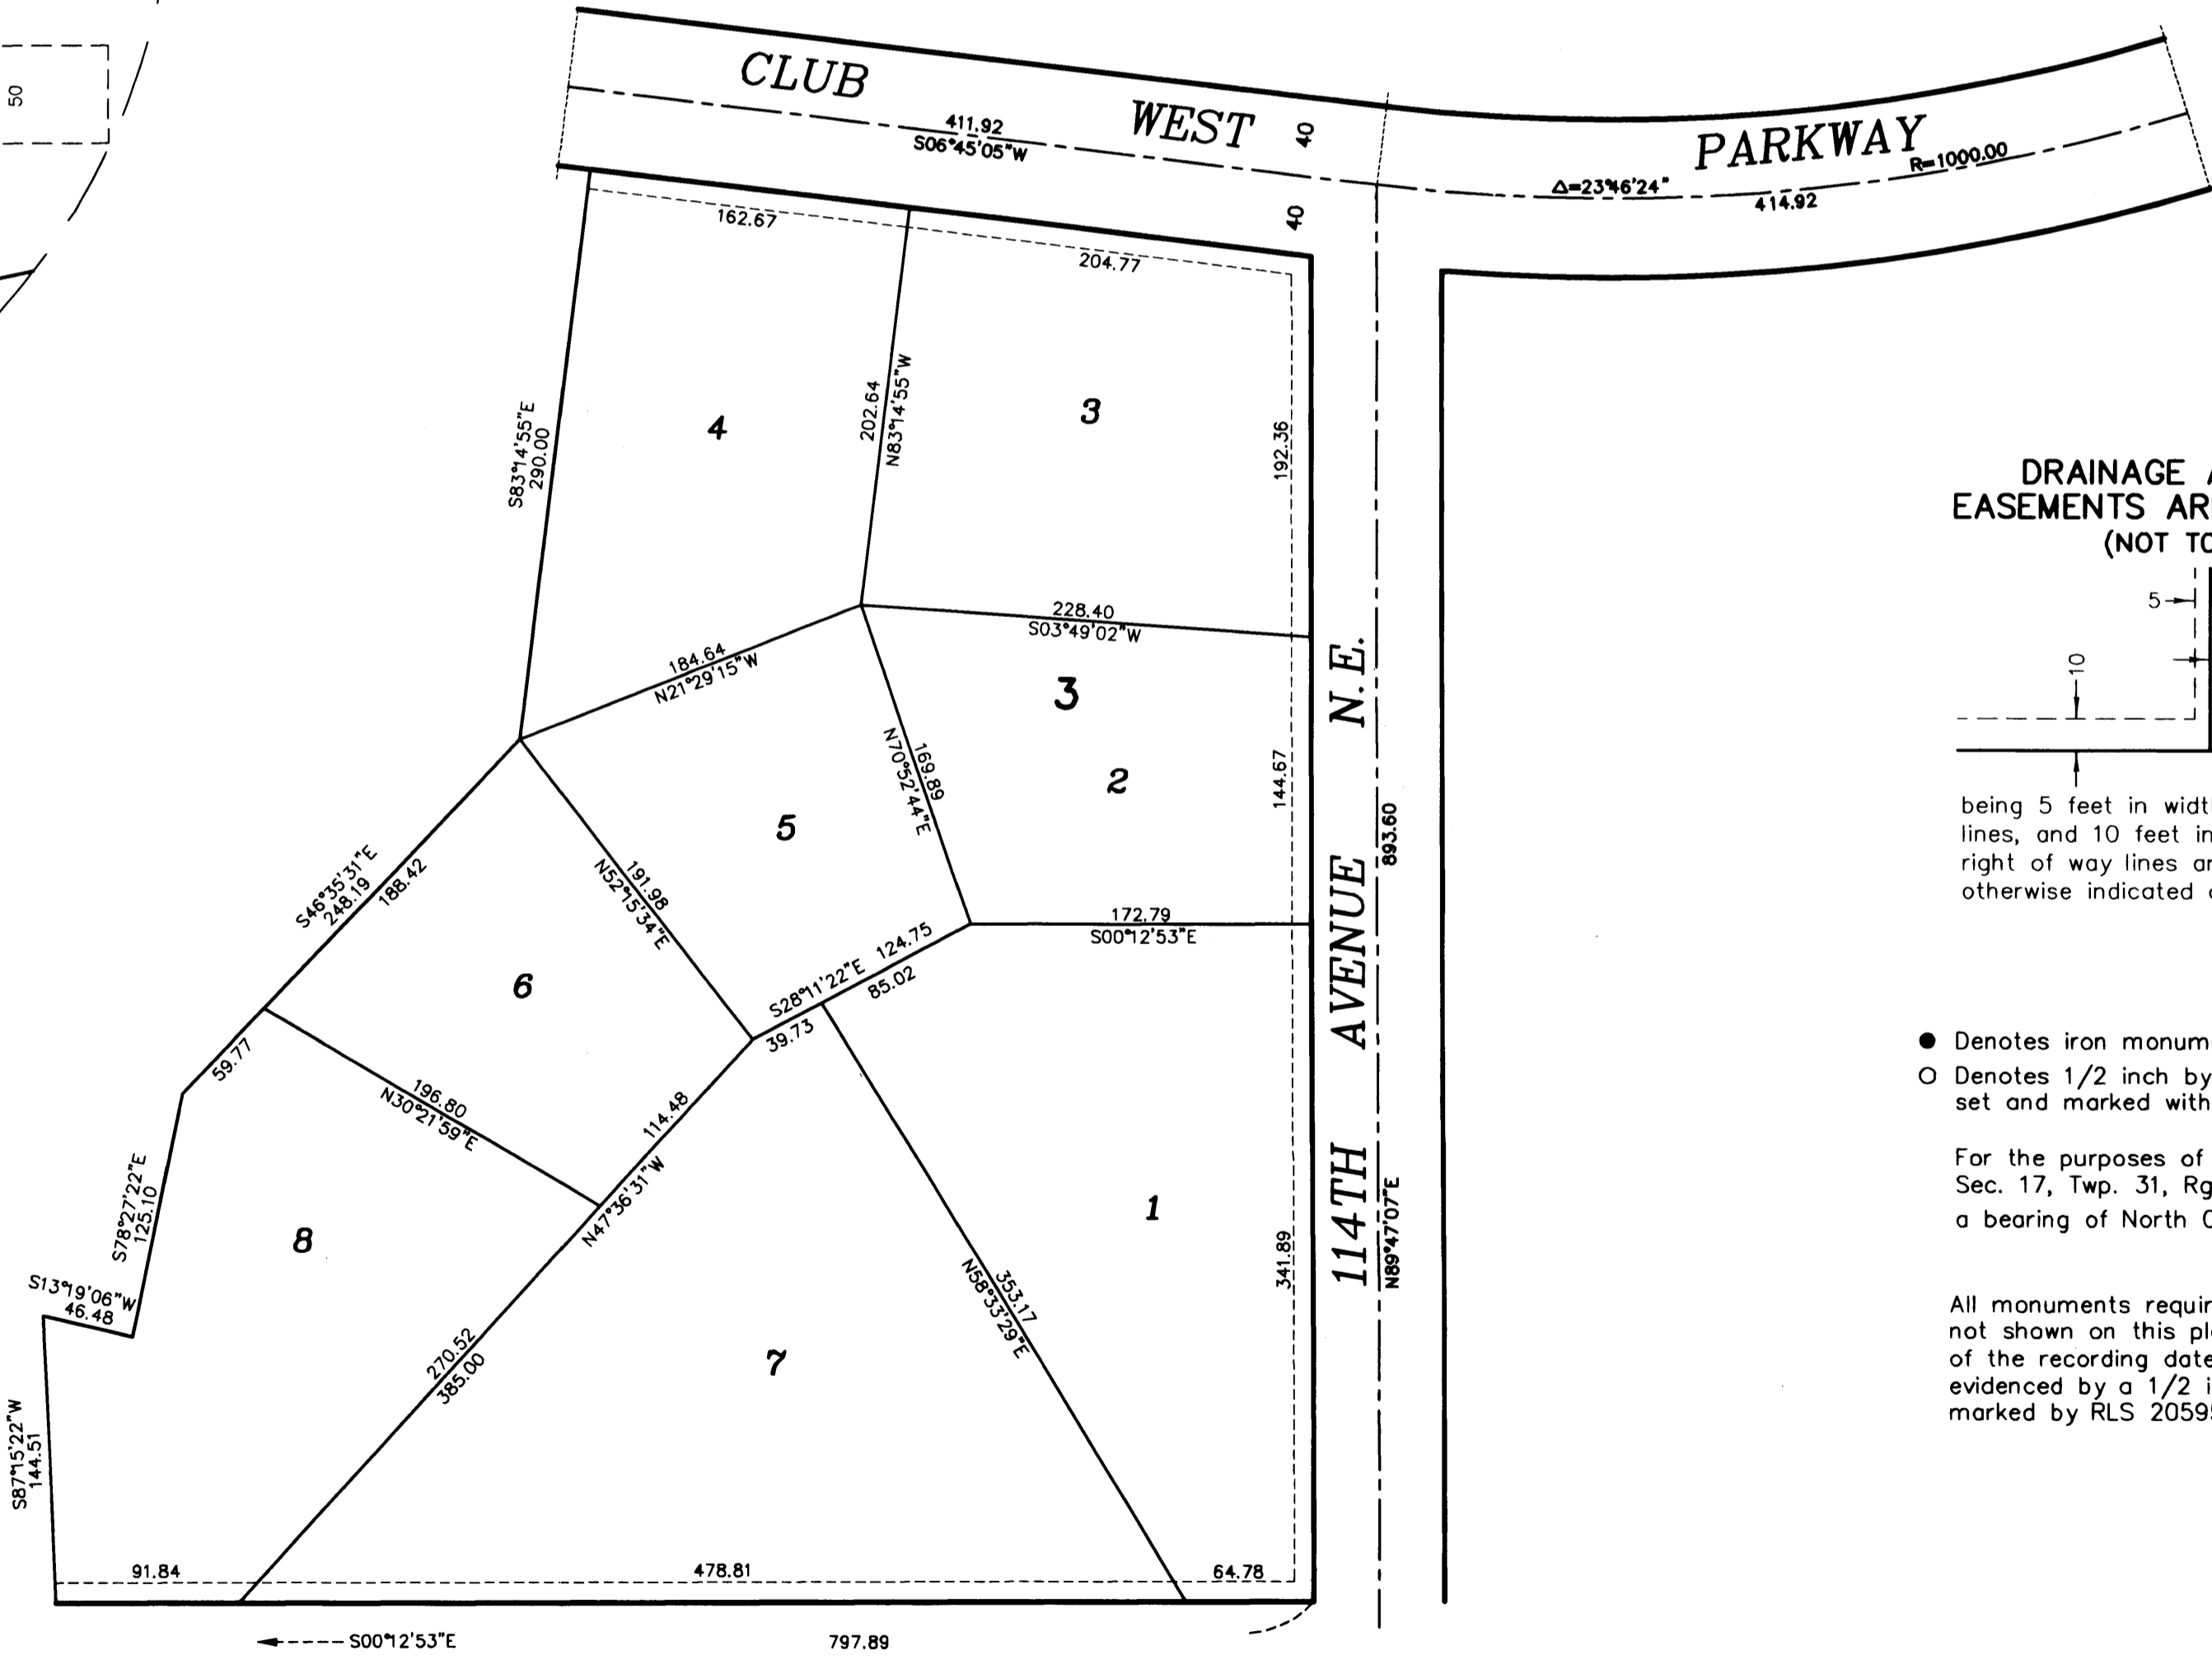 50
CLUB WEST PARKWAY
411.92
S06°45'05"W
40
40
Δ=23°46'24"
R=1000.00
414.92
162.67
204.77
S83°14'55"E
290.00
4
202.64
N83°14'55"W
3
192.36
228.40
S03°49'02"W
184.64
N21°29'15"W
3
169.89
N70°52'44"E
2
144.67
5
191.98
N52°15'34"E
172.79
S00°12'53"E
S46°35'31"E
248.19
188.42
6
S28°11'22"E 124.75
85.02
39.73
59.77
196.80
N30°21'59"E
114.48
N47°36'31"W
S78°27'22"E
125.10
8
S13°19'06"W
46.48
270.52
385.00
7
353.17
N58°33'29"E
1
341.89
S87°15'22"W
144.51
91.84
478.81
64.78
S00°12'53"E
797.89
114TH AVENUE N.E.
893.60
N89°47'07"E
DRAINAGE
EASEMENTS AR
(NOT TO
5
10
being 5 feet in widt
lines, and 10 feet in
right of way lines an
otherwise indicated
Denotes iron monum
Denotes 1/2 inch by
set and marked with
For the purposes of
Sec. 17, Twp. 31, Rg
a bearing of North
All monuments requir
not shown on this pl
of the recording date
evidenced by a 1/2 i
marked by RLS 2059